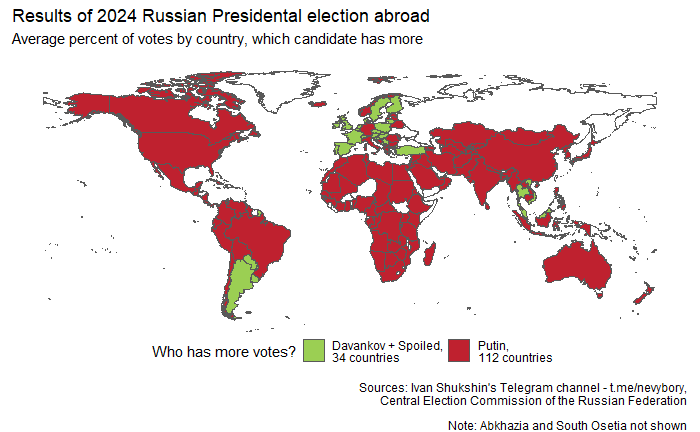 Results of 2024 Russian Presidental election abroad
Average percent of votes by country, which candidate has more
Who has more votes?
Davankov + Spoiled,
34 countries
Putin,
112 countries
Sources: Ivan Shukshin's Telegram channel - t.me/nevybory,
Central Election Commission of the Russian Federation
Note: Abkhazia and South Osetia not shown